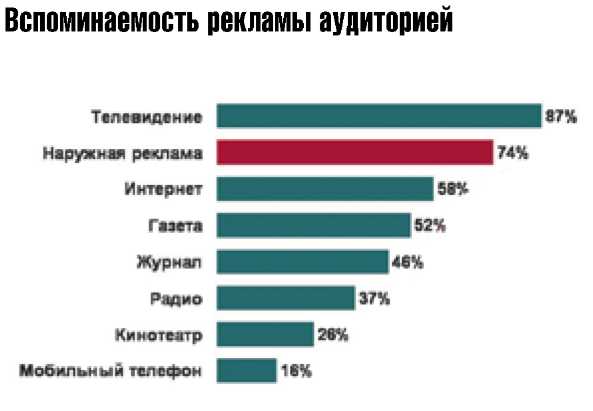 Вспоминаемость рекламы аудиторией
Телевидение 87%
Наружная реклама 74%
Интернет 58%
Газета 52%
Журнал 46%
Радио 37%
Кинотеатр 26%
Мобильный телефон 16%